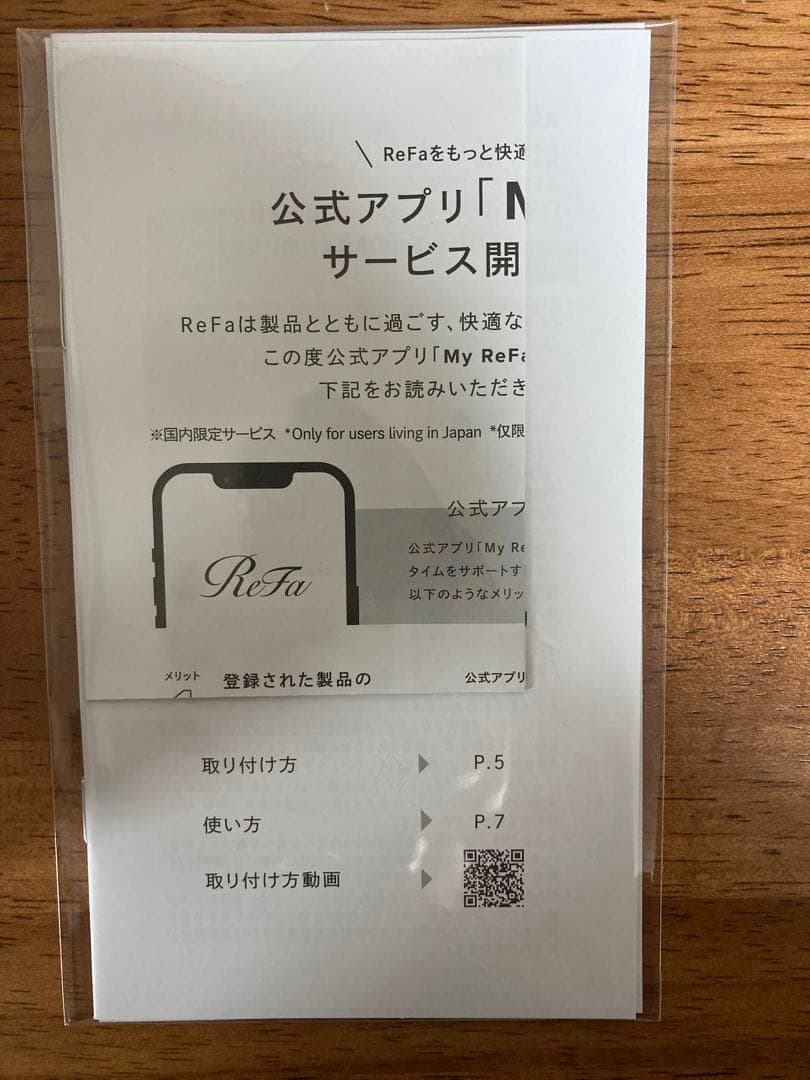 \ ReFaをもっと快適
公式アプリ「
サービス開
ReFaは製品とともに過ごす、快適な
この度公式アプリ「My ReFa
下記をお読みいただき
※国内限定サービス *Only for users living in Japan *仅限
公式アプ
公式アプリ「My Re
タイムをサポートす
以下のようなメリッ
ReFa
メリット 登録された製品の
公式アプリ
取り付け方 ▶ P.5
使い方 ▶ P.7
取り付け方動画 ▶